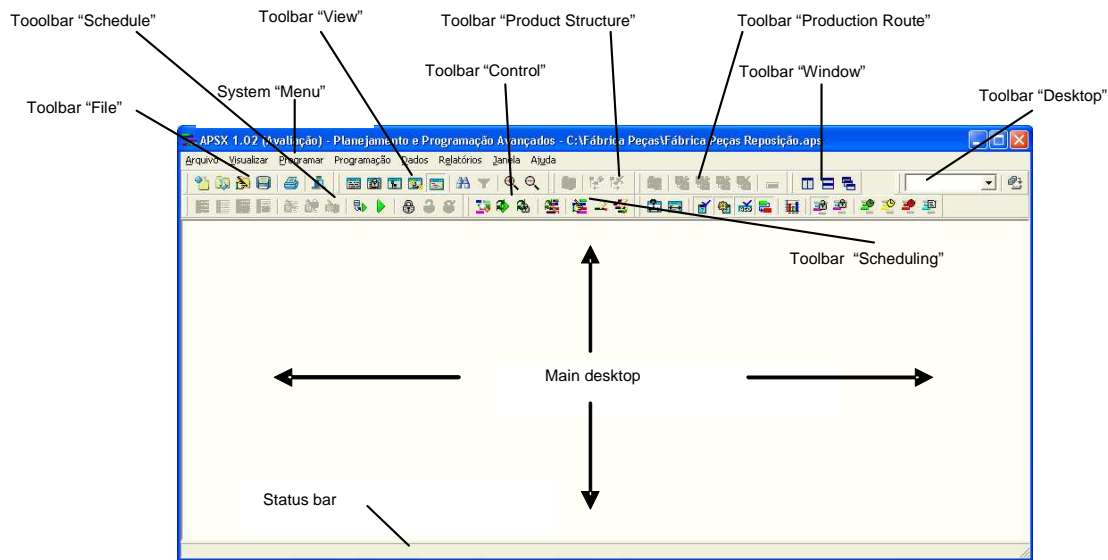 Toolbar “Schedule”
Toolbar “View”
Toolbar “Product Structure”
Toolbar “Production Route”
Toolbar “Control”
Toolbar “Window”
System “Menu”
Toolbar “Desktop”
Toolbar “File”
APSX 1.02 (Avaliação) - Planejamento e Programação Avançados - C:\Fábrica Peças\Fábrica Peças Reposição.aps
Arquivo Visualizar Programar Programação Dados Relatórios Janela Ajuda
Toolbar “Scheduling”
Main desktop
Status bar